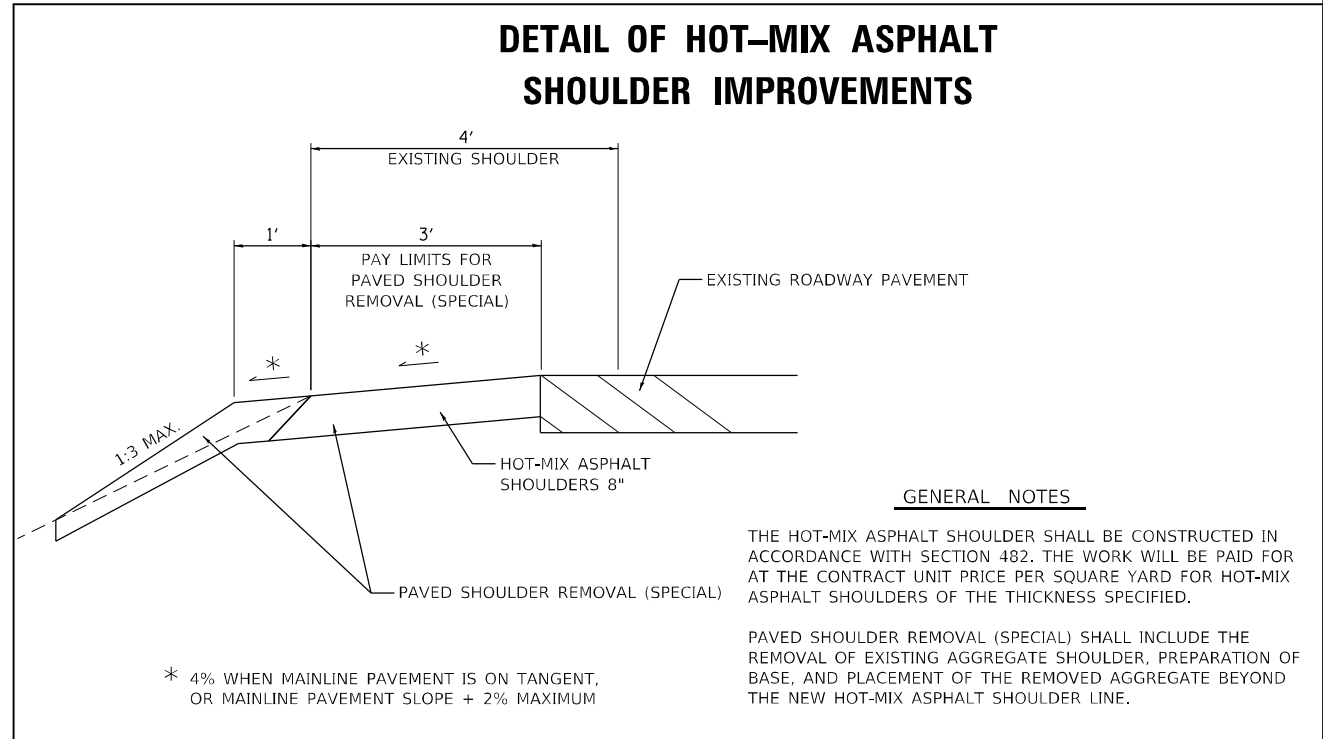 DETAIL OF HOT-MIX ASPHALT
SHOULDER IMPROVEMENTS
4'
EXISTING SHOULDER
1'
3'
PAY LIMITS FOR
PAVED SHOULDER
REMOVAL (SPECIAL)
EXISTING ROADWAY PAVEMENT
*
*
1:3 MAX.
HOT-MIX ASPHALT
SHOULDERS 8"
PAVED SHOULDER REMOVAL (SPECIAL)
* 4% WHEN MAINLINE PAVEMENT IS ON TANGENT,
OR MAINLINE PAVEMENT SLOPE + 2% MAXIMUM
GENERAL NOTES
THE HOT-MIX ASPHALT SHOULDER SHALL BE CONSTRUCTED IN
ACCORDANCE WITH SECTION 482. THE WORK WILL BE PAID FOR
AT THE CONTRACT UNIT PRICE PER SQUARE YARD FOR HOT-MIX
ASPHALT SHOULDERS OF THE THICKNESS SPECIFIED.
PAVED SHOULDER REMOVAL (SPECIAL) SHALL INCLUDE THE
REMOVAL OF EXISTING AGGREGATE SHOULDER, PREPARATION OF
BASE, AND PLACEMENT OF THE REMOVED AGGREGATE BEYOND
THE NEW HOT-MIX ASPHALT SHOULDER LINE.